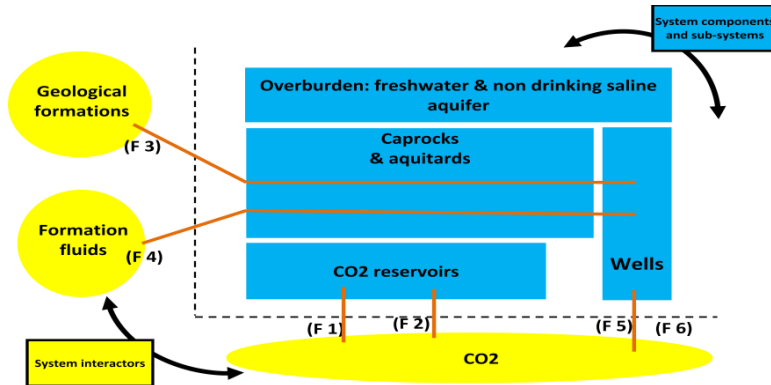 System components
and sub-systems
Geological
formations
Overburden: freshwater & non drinking saline
aquifer
Caprocks
& aquitards
(F 3)
Formation
fluids
(F 4)
CO2 reservoirs
Wells
(F 1)
(F 2)
(F 5)
(F 6)
System interactors
CO2